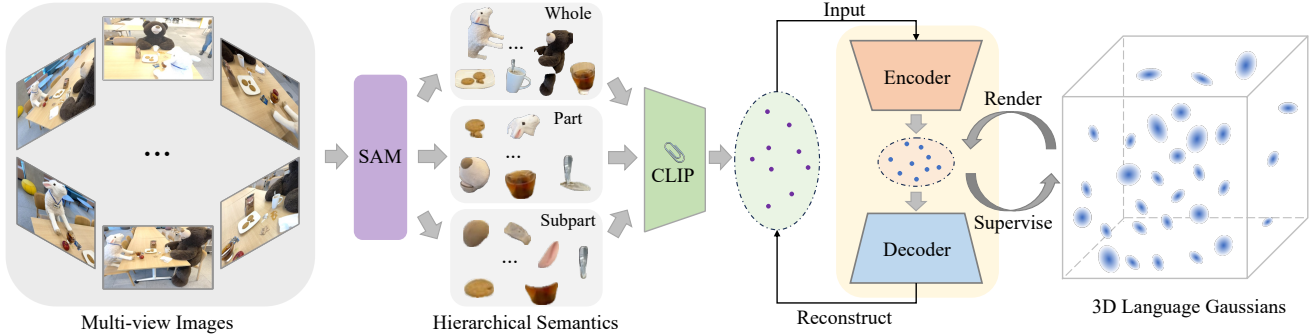 Multi-view Images
...
SAM
Whole
...
Part
...
Subpart
...
Hierarchical Semantics
CLIP
Input
Encoder
Decoder
Reconstruct
Render
Supervise
3D Language Gaussians